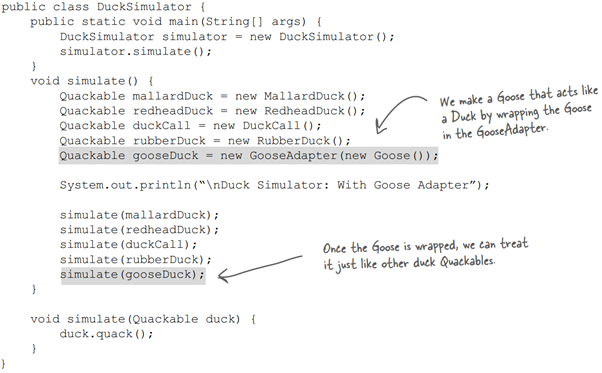 public class DuckSimulator {
public static void main(String[] args) {
DuckSimulator simulator = new DuckSimulator();
simulator.simulate();
}
void simulate() {
Quackable mallardDuck = new MallardDuck();
Quackable redheadDuck = new RedheadDuck();
Quackable duckCall = new DuckCall();
Quackable rubberDuck = new RubberDuck();
Quackable gooseDuck = new GooseAdapter(new Goose());
We make a Goose that acts like
a Duck by wrapping the Goose
in the GooseAdapter.
System.out.println(“\nDuck Simulator: With Goose Adapter”);
simulate(mallardDuck);
simulate(redheadDuck);
simulate(duckCall);
simulate(rubberDuck);
simulate(gooseDuck);
Once the Goose is wrapped, we can treat
it just like other duck Quackables.
}
void simulate(Quackable duck) {
duck.quack();
}
}